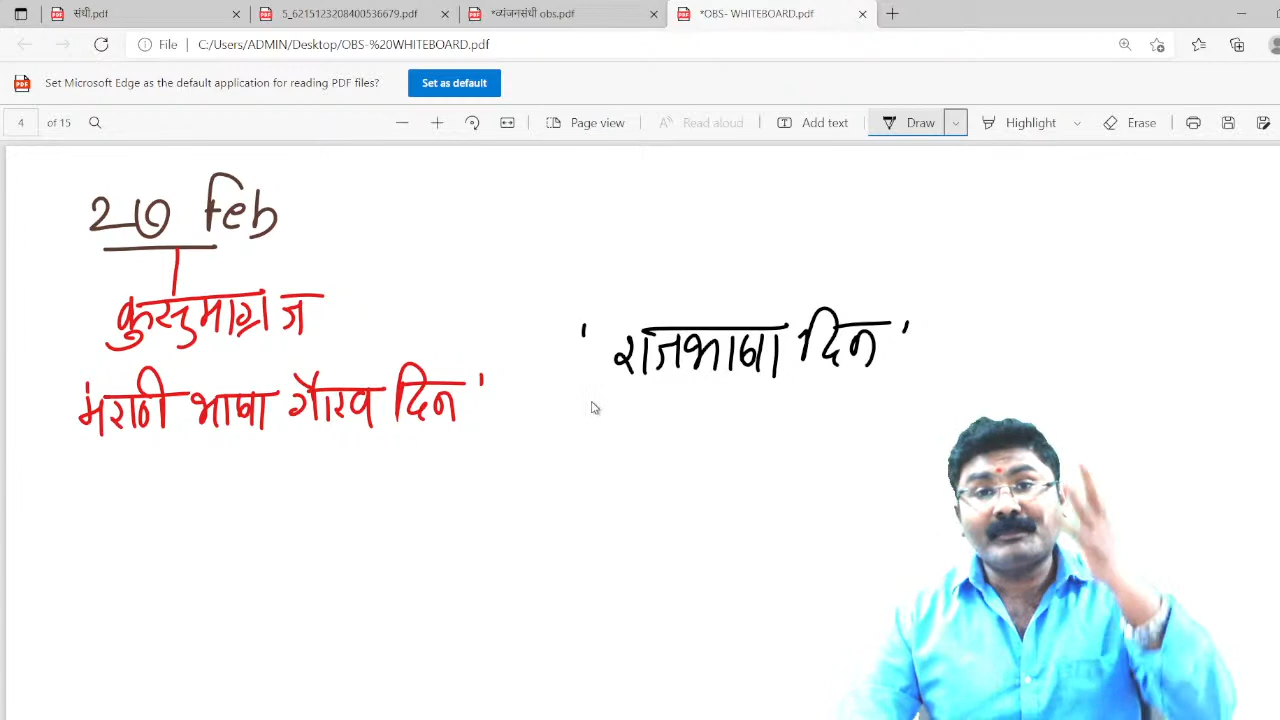 संधी.pdf
5_6215123208400536679.pdf
*व्यंजनसंधी obs.pdf
*OBS- WHITEBOARD.pdf
File C:/Users/ADMIN/Desktop/OBS-%20WHITEBOARD.pdf
Set Microsoft Edge as the default application for reading PDF files? Set as default
4 of 15 Page view Read aloud Add text Draw Highlight Erase
२७ Feb
कुसुमाग्रज
'मराठी भाषा गौरव दिन'
'राजभाषा दिन'